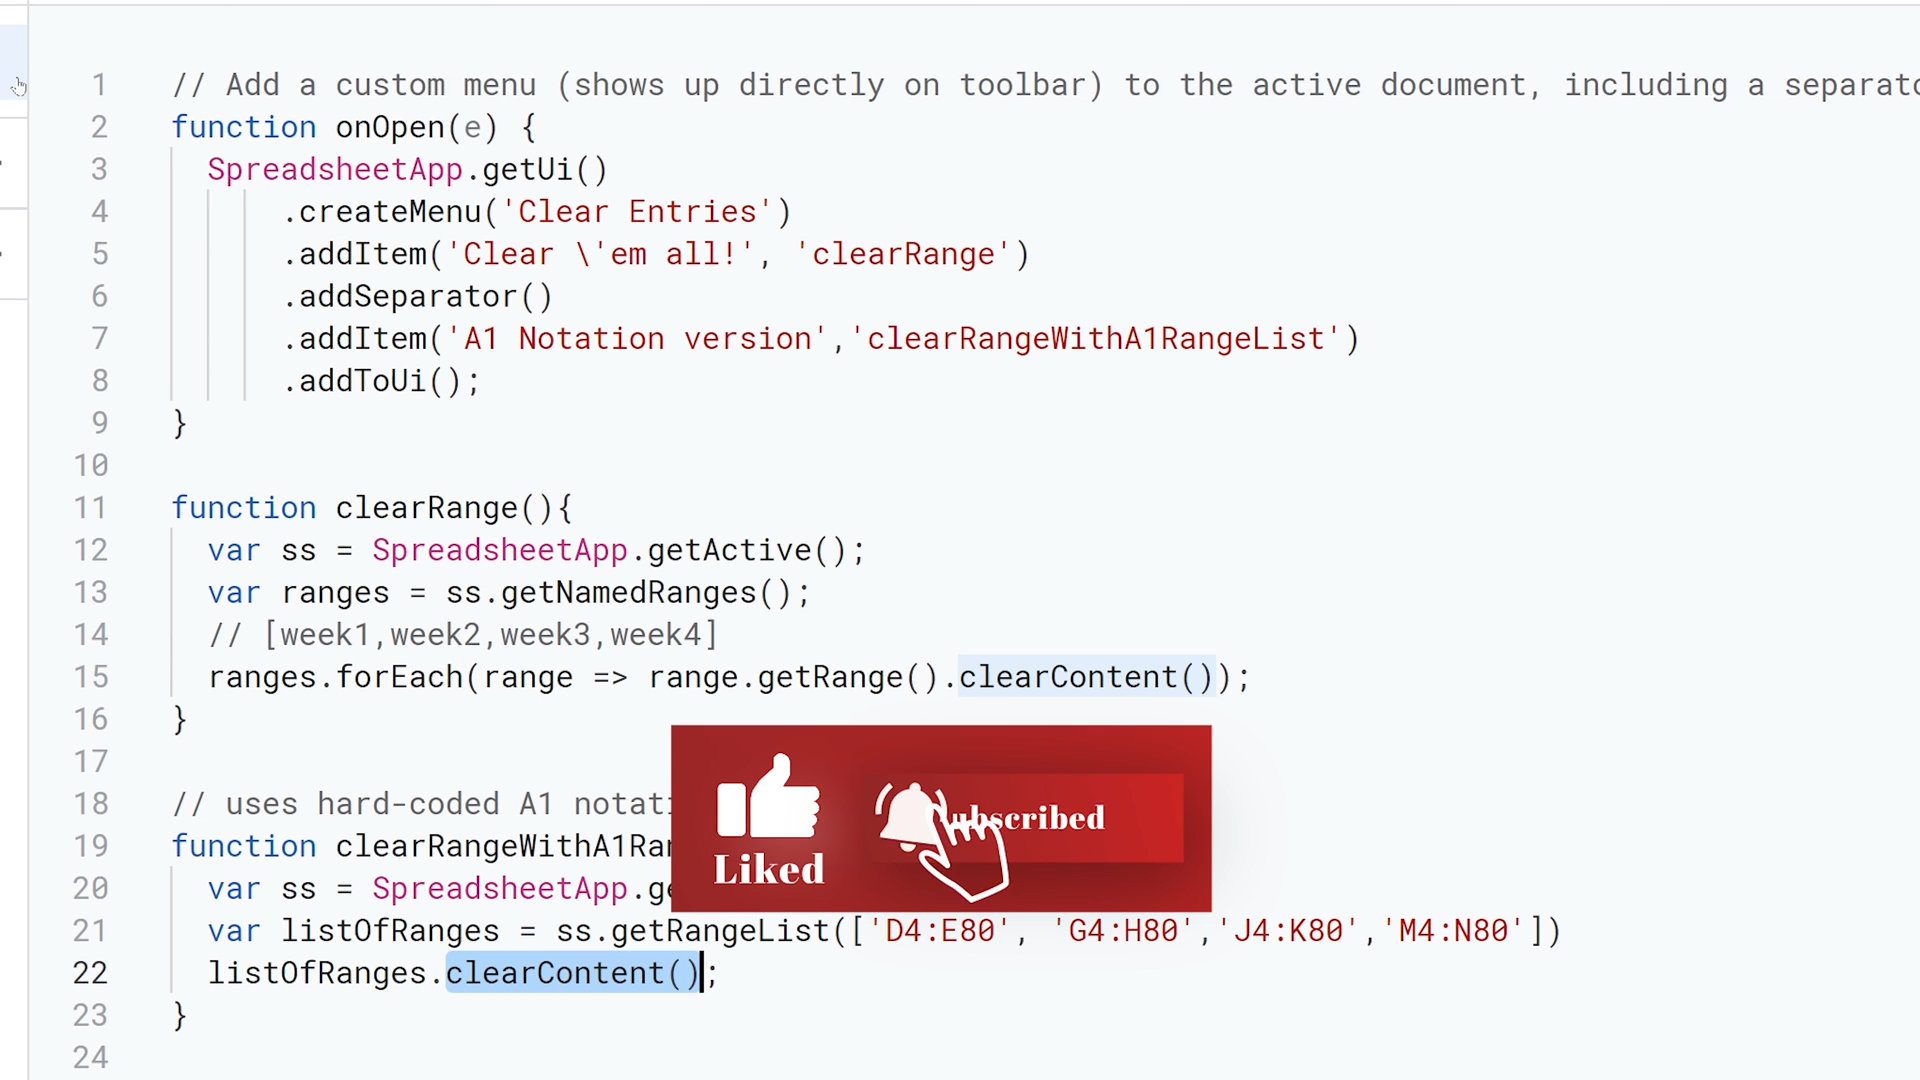 1 // Add a custom menu (shows up directly on toolbar) to the active document, including a
2 function onOpen(e) {
3 SpreadsheetApp.getUi()
4 .createMenu('Clear Entries')
5 .addItem('Clear \'em all!', 'clearRange')
6 .addSeparator()
7 .addItem('A1 Notation version','clearRangeWithA1RangeList')
8 .addToUi();
9 }
10
11 function clearRange(){
12 var ss = SpreadsheetApp.getActive();
13 var ranges = ss.getNamedRanges();
14 // [week1,week2,week3,week4]
15 ranges.forEach(range => range.getRange().clearContent());
16 }
17
18 // uses hard-coded A1
19 function
20 var ss =
21 var listOfRanges = ss.getRangeList(['D4:E80', 'G4:H80','J4:K80','M4:N80'])
22 listOfRanges.clearContent();
23 }
24
Liked